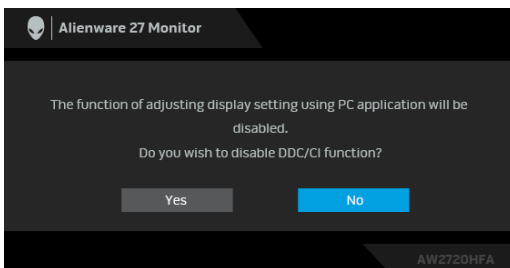 Alienware 27 Monitor
The function of adjusting display setting using PC application will be
disabled.
Do you wish to disable DDC/CI function?
Yes No
AW2720HFA